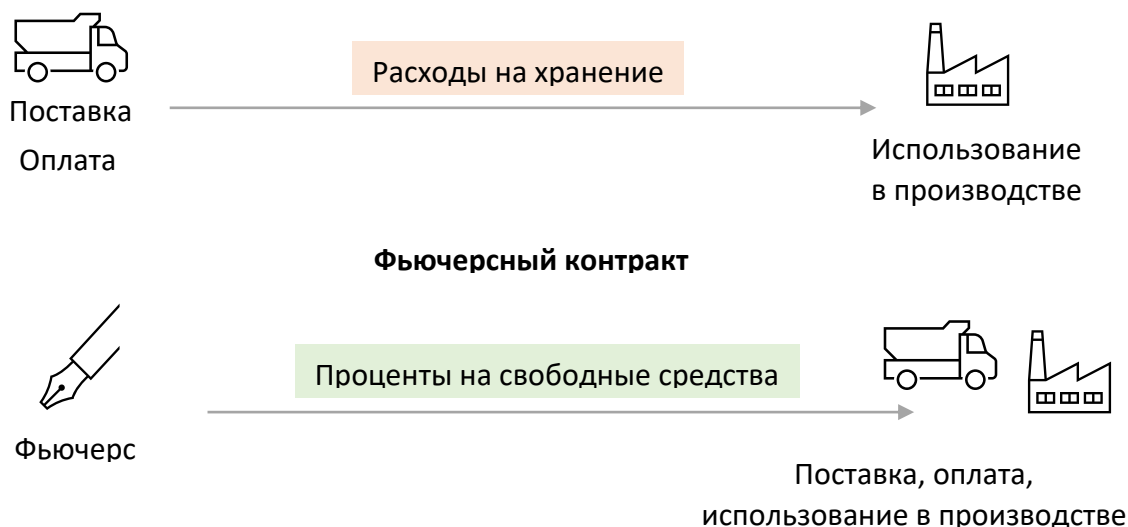 Расходы на хранение
Поставка
Оплата
Использование
в производстве
Фьючерсный контракт
Проценты на свободные средства
Фьючерс
Поставка, оплата,
использование в производстве